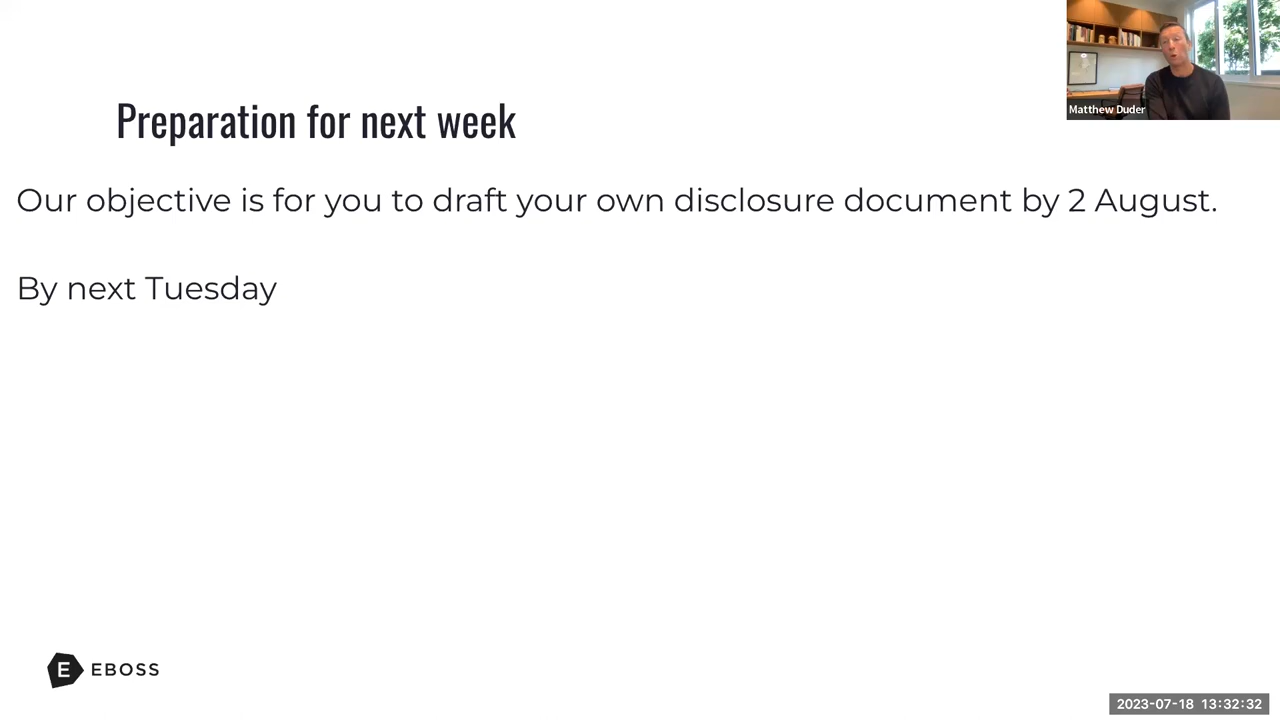 Matthew Duder
Preparation for next week
Our objective is for you to draft your own disclosure document by 2 August.
By next Tuesday
E EBOSS
2023-07-18 13:32:32